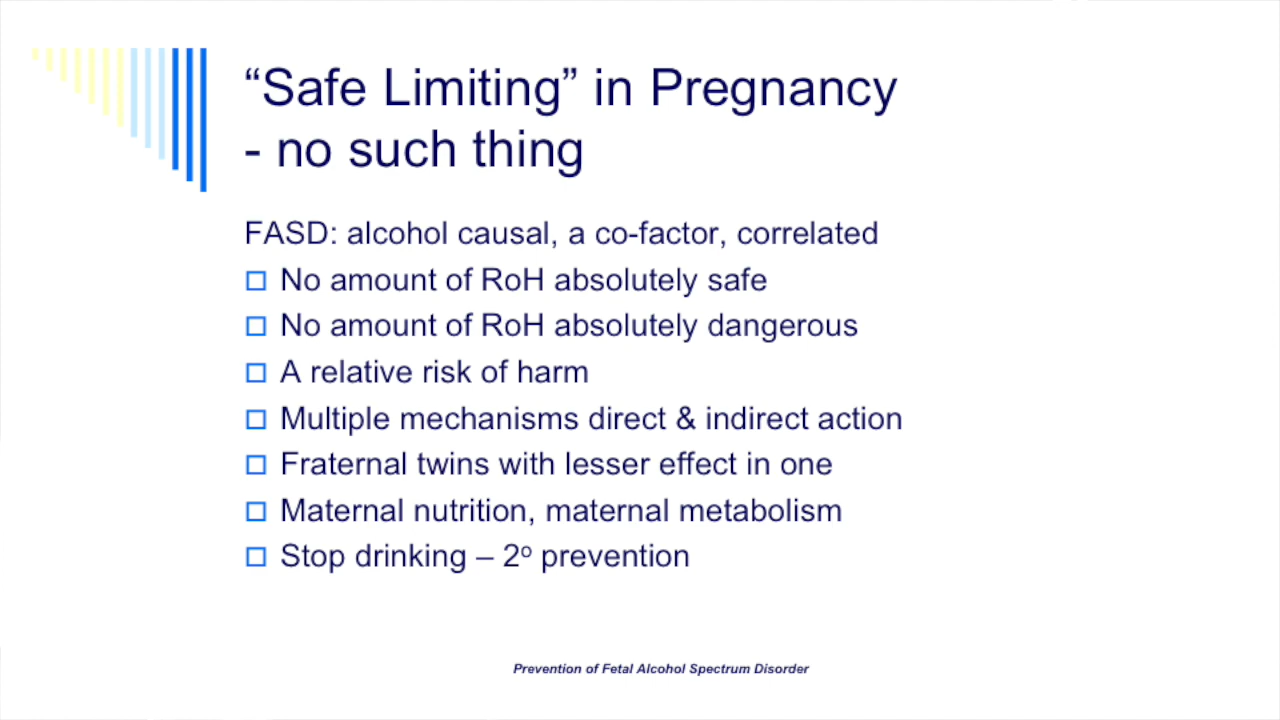 “Safe Limiting” in Pregnancy
- no such thing
FASD: alcohol causal, a co-factor, correlated
No amount of RoH absolutely safe
No amount of RoH absolutely dangerous
A relative risk of harm
Multiple mechanisms direct & indirect action
Fraternal twins with lesser effect in one
Maternal nutrition, maternal metabolism
Stop drinking – 2º prevention
Prevention of Fetal Alcohol Spectrum Disorder